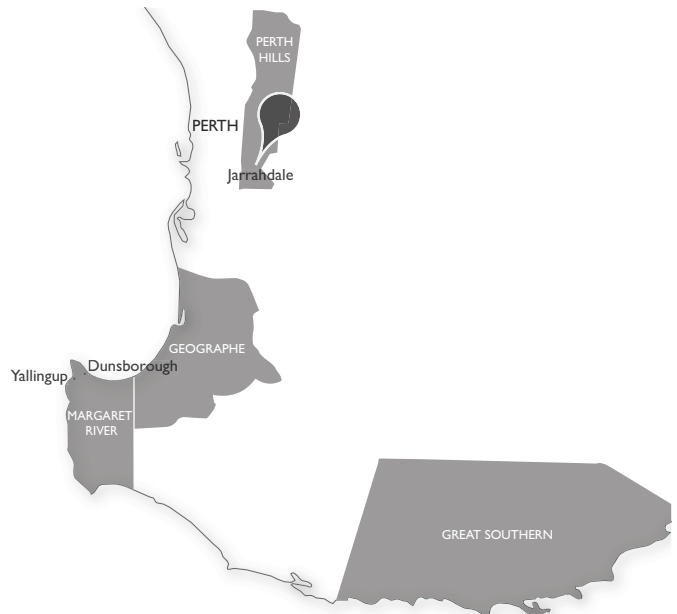 PERTH
HILLS
PERTH
Jarrahdale
GEOGRAPHE
Dunsborough
Yallingup
MARGARET
RIVER
GREAT SOUTHERN